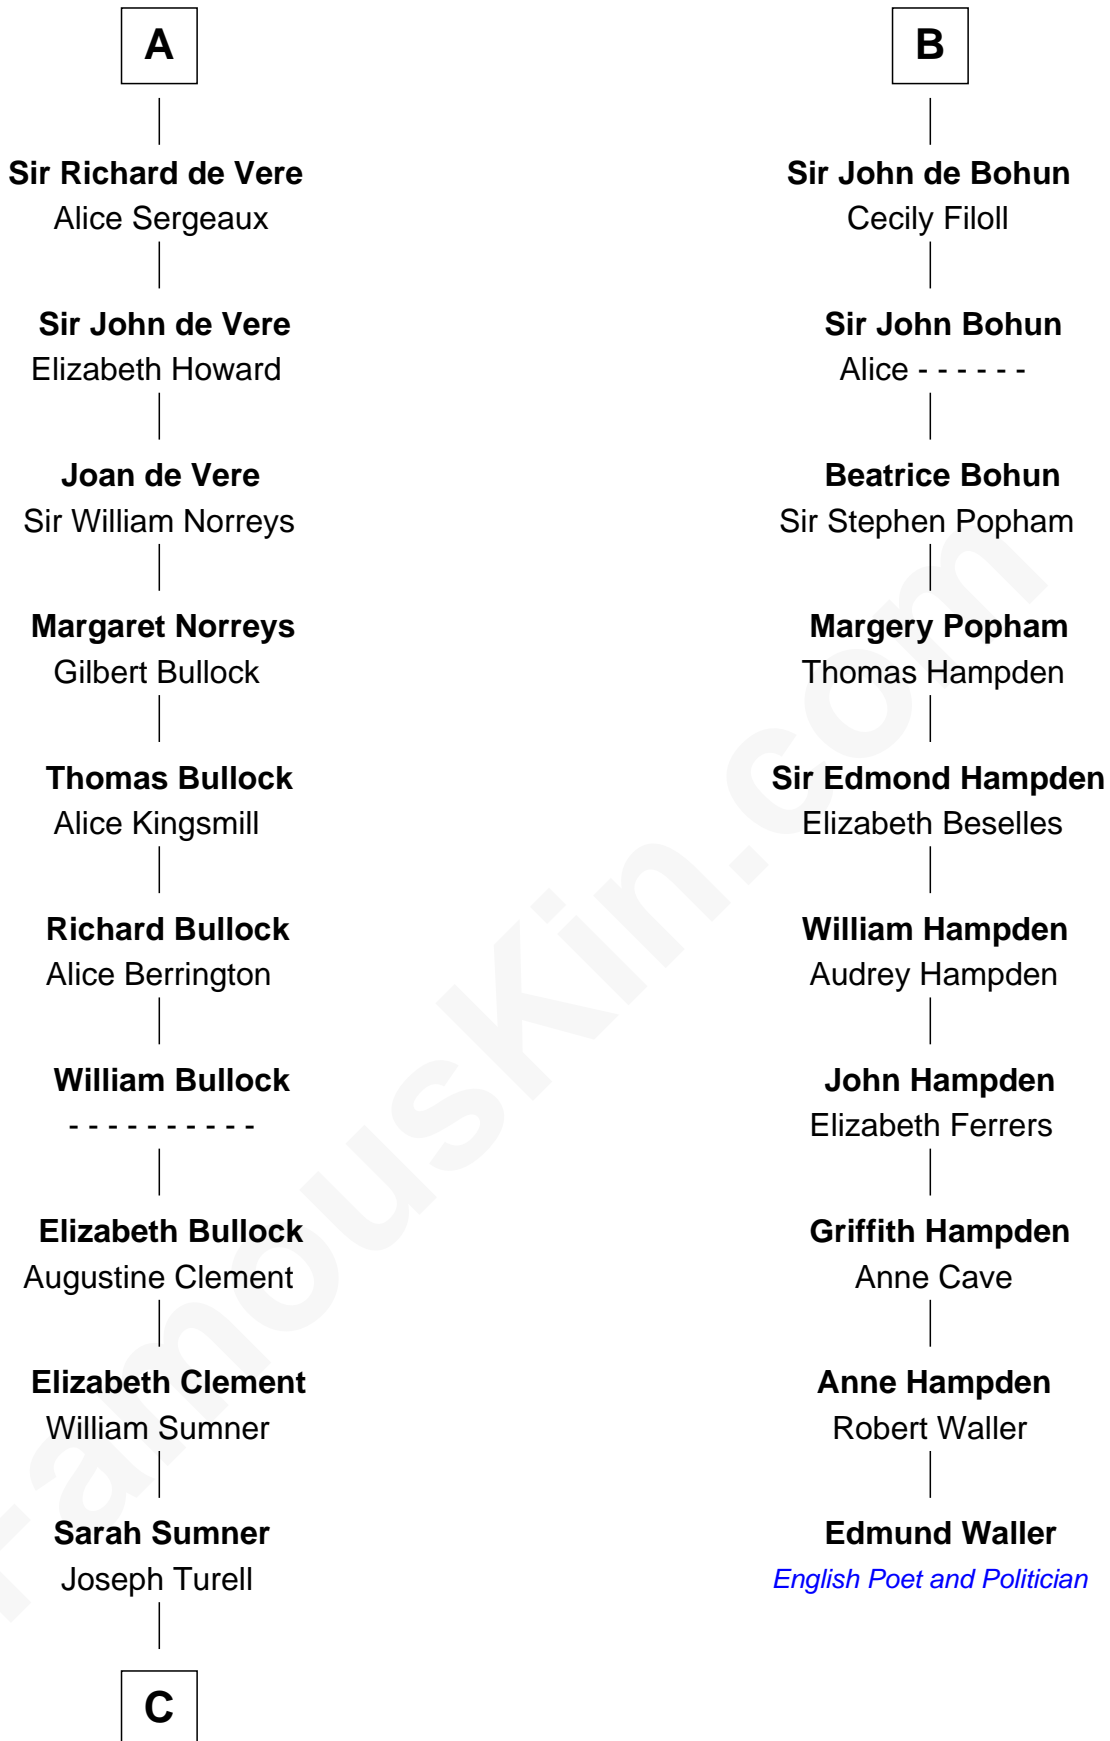 A
Sir Richard de Vere
Alice Sergeaux
Sir John de Vere
Elizabeth Howard
Joan de Vere
Sir William Norreys
Margaret Norreys
Gilbert Bullock
Thomas Bullock
Alice Kingsmill
Richard Bullock
Alice Berrington
William Bullock
- - - - - - - - - -
Elizabeth Bullock
Augustine Clement
Elizabeth Clement
William Sumner
Sarah Sumner
Joseph Turell
C
B
Sir John de Bohun
Cecily Filoll
Sir John Bohun
Alice - - - - - -
Beatrice Bohun
Sir Stephen Popham
Margery Popham
Thomas Hampden
Sir Edmond Hampden
Elizabeth Beselles
William Hampden
Audrey Hampden
John Hampden
Elizabeth Ferrers
Griffith Hampden
Anne Cave
Anne Hampden
Robert Waller
Edmund Waller
English Poet and Politician
FamousKin.com